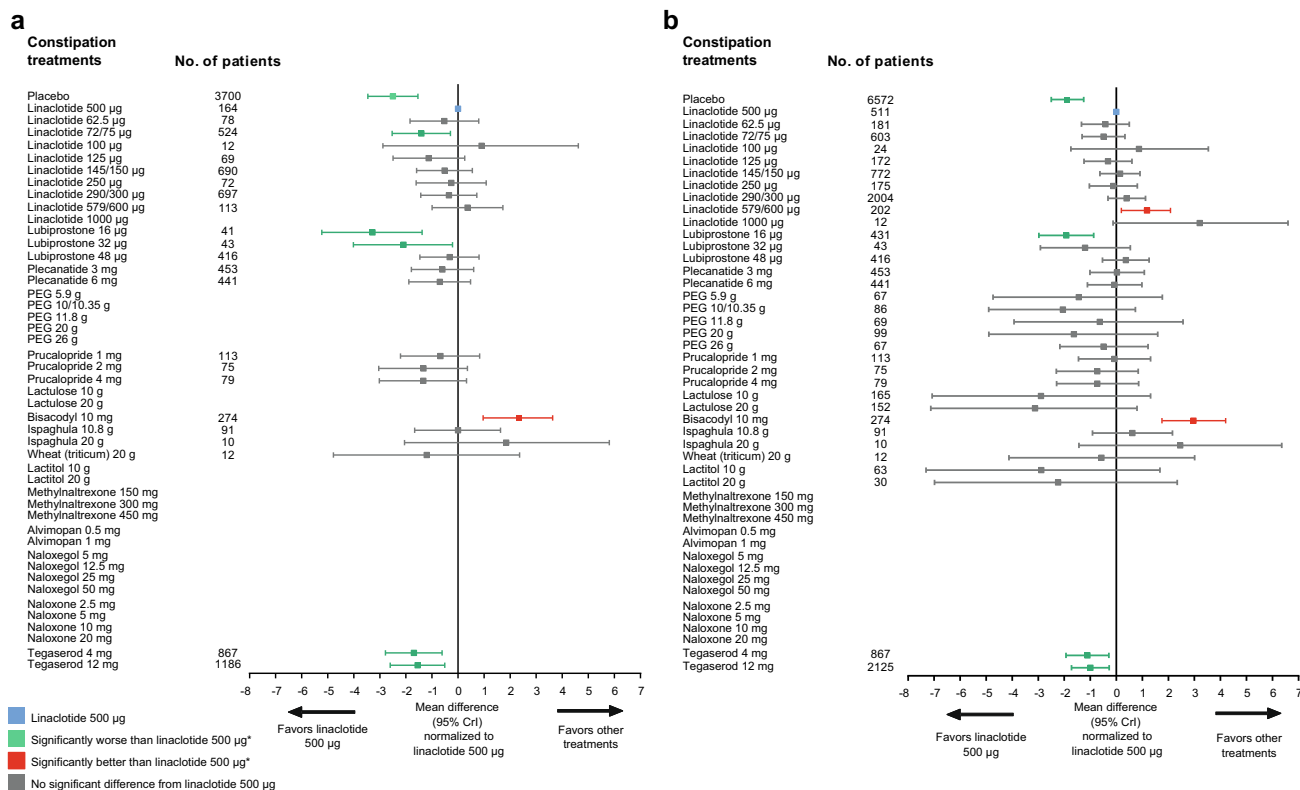 a
Constipation
treatments
No. of patients
Placebo 3700
Linaclotide 500 µg 164
Linaclotide 62.5 µg 78
Linaclotide 72/75 µg 524
Linaclotide 100 µg 12
Linaclotide 125 µg 69
Linaclotide 145/150 µg 690
Linaclotide 250 µg 72
Linaclotide 290/300 µg 697
Linaclotide 579/600 µg 113
Linaclotide 1000 µg
Lubiprostone 16 µg 41
Lubiprostone 32 µg 43
Lubiprostone 48 µg 416
Plecanatide 3 mg 453
Plecanatide 6 mg 441
PEG 5.9 g
PEG 10/10.35 g
PEG 11.8 g
PEG 20 g
PEG 26 g
Prucalopride 1 mg 113
Prucalopride 2 mg 75
Prucalopride 4 mg 79
Lactulose 10 g
Lactulose 20 g
Bisacodyl 10 mg 274
Ispaghula 10.8 g 91
Ispaghula 20 g 10
Wheat (triticum) 20 g 12
Lactitol 10 g
Lactitol 20 g
Methylnaltrexone 150 mg
Methylnaltrexone 300 mg
Methylnaltrexone 450 mg
Alvimopan 0.5 mg
Alvimopan 1 mg
Naloxegol 5 mg
Naloxegol 12.5 mg
Naloxegol 25 mg
Naloxegol 50 mg
Naloxone 2.5 mg
Naloxone 5 mg
Naloxone 10 mg
Naloxone 20 mg
Tegaserod 4 mg 867
Tegaserod 12 mg 1186
-8 -7 -6 -5 -4 -3 -2 -1 0 1 2 3 4 5 6 7
Favors linaclotide
500 µg
Mean difference
(95% CrI)
normalized to
linaclotide 500 µg
Favors other
treatments
b
Constipation
treatments
No. of patients
Placebo 6572
Linaclotide 500 µg 511
Linaclotide 62.5 µg 181
Linaclotide 72/75 µg 603
Linaclotide 100 µg 24
Linaclotide 125 µg 172
Linaclotide 145/150 µg 772
Linaclotide 250 µg 175
Linaclotide 290/300 µg 2004
Linaclotide 579/600 µg 202
Linaclotide 1000 µg 12
Lubiprostone 16 µg 431
Lubiprostone 32 µg 43
Lubiprostone 48 µg 416
Plecanatide 3 mg 453
Plecanatide 6 mg 441
PEG 5.9 g 67
PEG 10/10.35 g 86
PEG 11.8 g 69
PEG 20 g 99
PEG 26 g 67
Prucalopride 1 mg 113
Prucalopride 2 mg 75
Prucalopride 4 mg 79
Lactulose 10 g 165
Lactulose 20 g 152
Bisacodyl 10 mg 274
Ispaghula 10.8 g 91
Ispaghula 20 g 10
Wheat (triticum) 20 g 12
Lactitol 10 g 63
Lactitol 20 g 30
Methylnaltrexone 150 mg
Methylnaltrexone 300 mg
Methylnaltrexone 450 mg
Alvimopan 0.5 mg
Alvimopan 1 mg
Naloxegol 5 mg
Naloxegol 12.5 mg
Naloxegol 25 mg
Naloxegol 50 mg
Naloxone 2.5 mg
Naloxone 5 mg
Naloxone 10 mg
Naloxone 20 mg
Tegaserod 4 mg 867
Tegaserod 12 mg 2125
-8 -7 -6 -5 -4 -3 -2 -1 0 1 2 3 4 5 6 7
Favors linaclotide
500 µg
Mean difference
(95% CrI)
normalized to
linaclotide 500 µg
Favors other
treatments
Linaclotide 500 µg
Significantly worse than linaclotide 500 µg*
Significantly better than linaclotide 500 µg*
No significant difference from linaclotide 500 µg